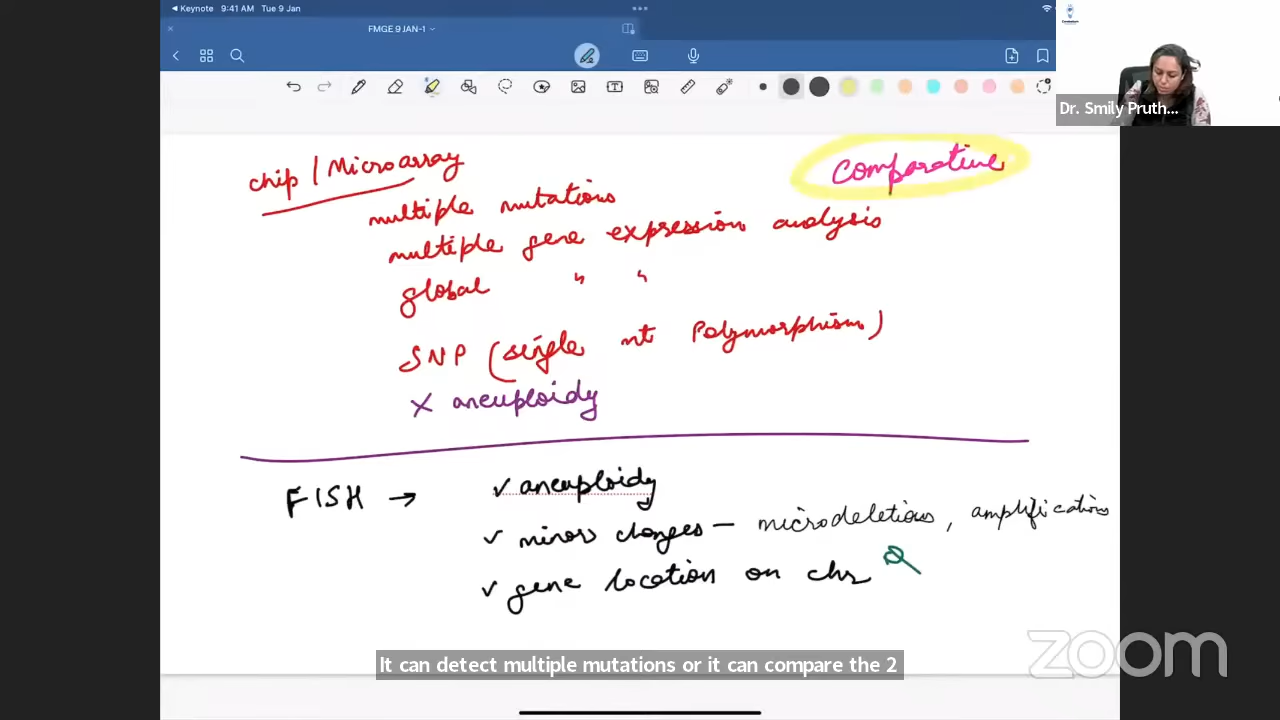 Keynote 9:41 AM Tue 9 Jan
FMGE 9 JAN-1
Dr. Smily Pruth...
chip / Microarray
comparative
multiple mutations
multiple gene expression analysis
global " "
SNP (single nt Polymorphism)
X aneuploidy
FISH → ✓ aneuploidy
✓ minor changes – microdeletions, amplifications
✓ gene location on chr
It can detect multiple mutations or it can compare the 2
zoom